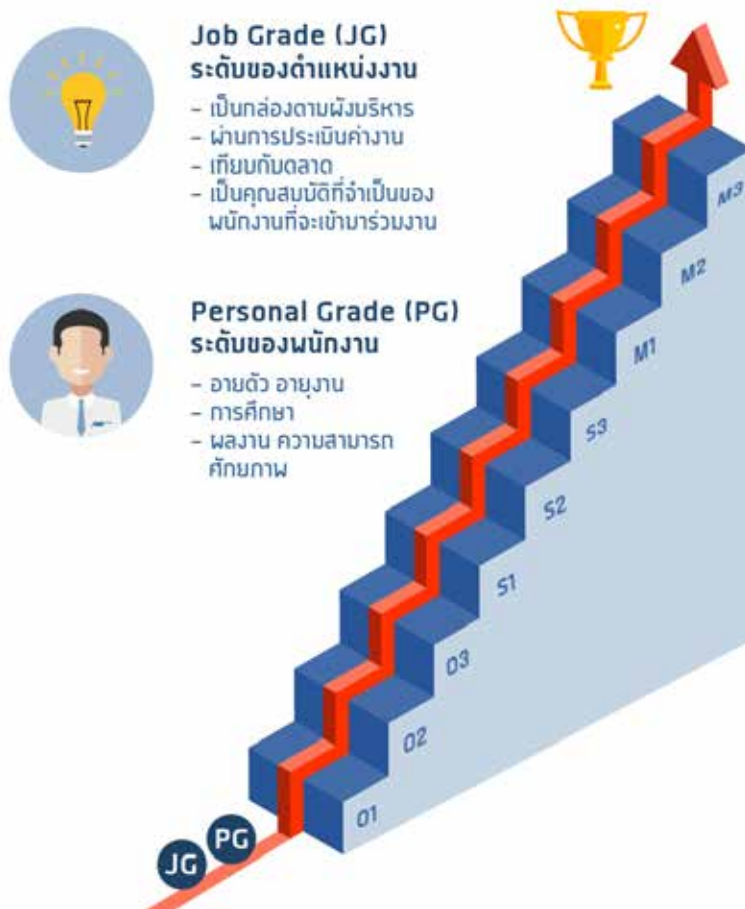 Job Grade (JG)
ระดับของตำแหน่งงาน
- เป็นกล่องตามผังบริหาร
- ผ่านการประเมินค่างาน
- เทียบกับตลาด
- เป็นคุณสมบัติที่จำเป็นของ
พนักงานที่จะเข้ามาร่วมงาน
Personal Grade (PG)
ระดับของพนักงาน
- อายุตัว อายุงาน
- การศึกษา
- ผลงาน ความสามารถ
ศักยภาพ
M3
M2
M1
S3
S2
S1
O3
O2
O1
PG
JG